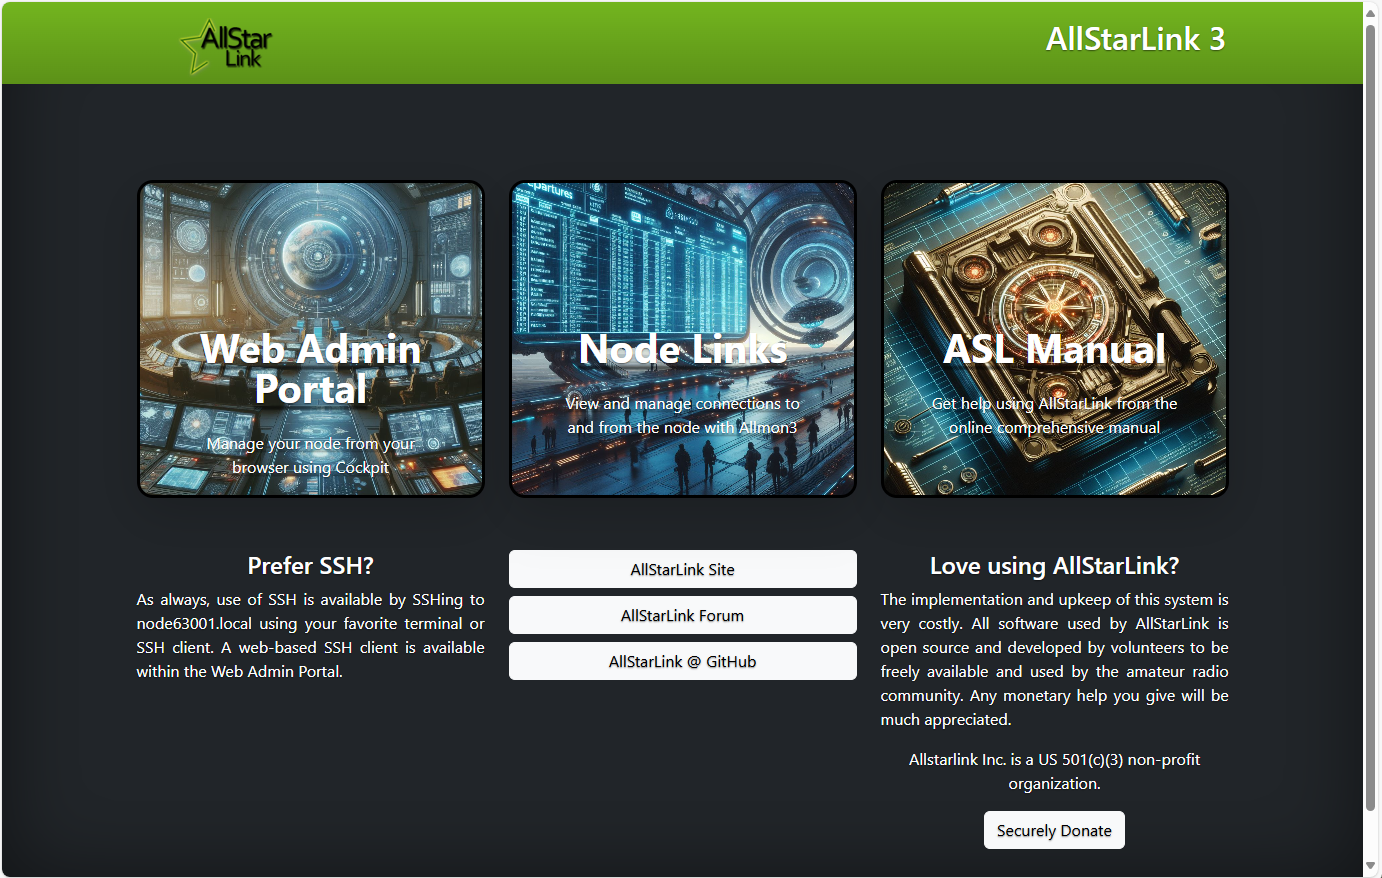 AllStar
Link
AllStarLink 3
Web Admin
Portal
Manage your node from your
browser using Cockpit
partures
Node Links
View and manage connections to
and from the node with Allmon3
ASL Manual
Get help using AllStarLink from the
online comprehensive manual
Prefer SSH?
As always, use of SSH is available by SSHing to
node63001.local using your favorite terminal or
SSH client. A web-based SSH client is available
within the Web Admin Portal.
AllStarLink Site
AllStarLink Forum
AllStarLink @ GitHub
Love using AllStarLink?
The implementation and upkeep of this system is
very costly. All software used by AllStarLink is
open source and developed by volunteers to be
freely available and used by the amateur radio
community. Any monetary help you give will be
much appreciated.
Allstarlink Inc. is a US 501(c)(3) non-profit
organization.
Securely Donate